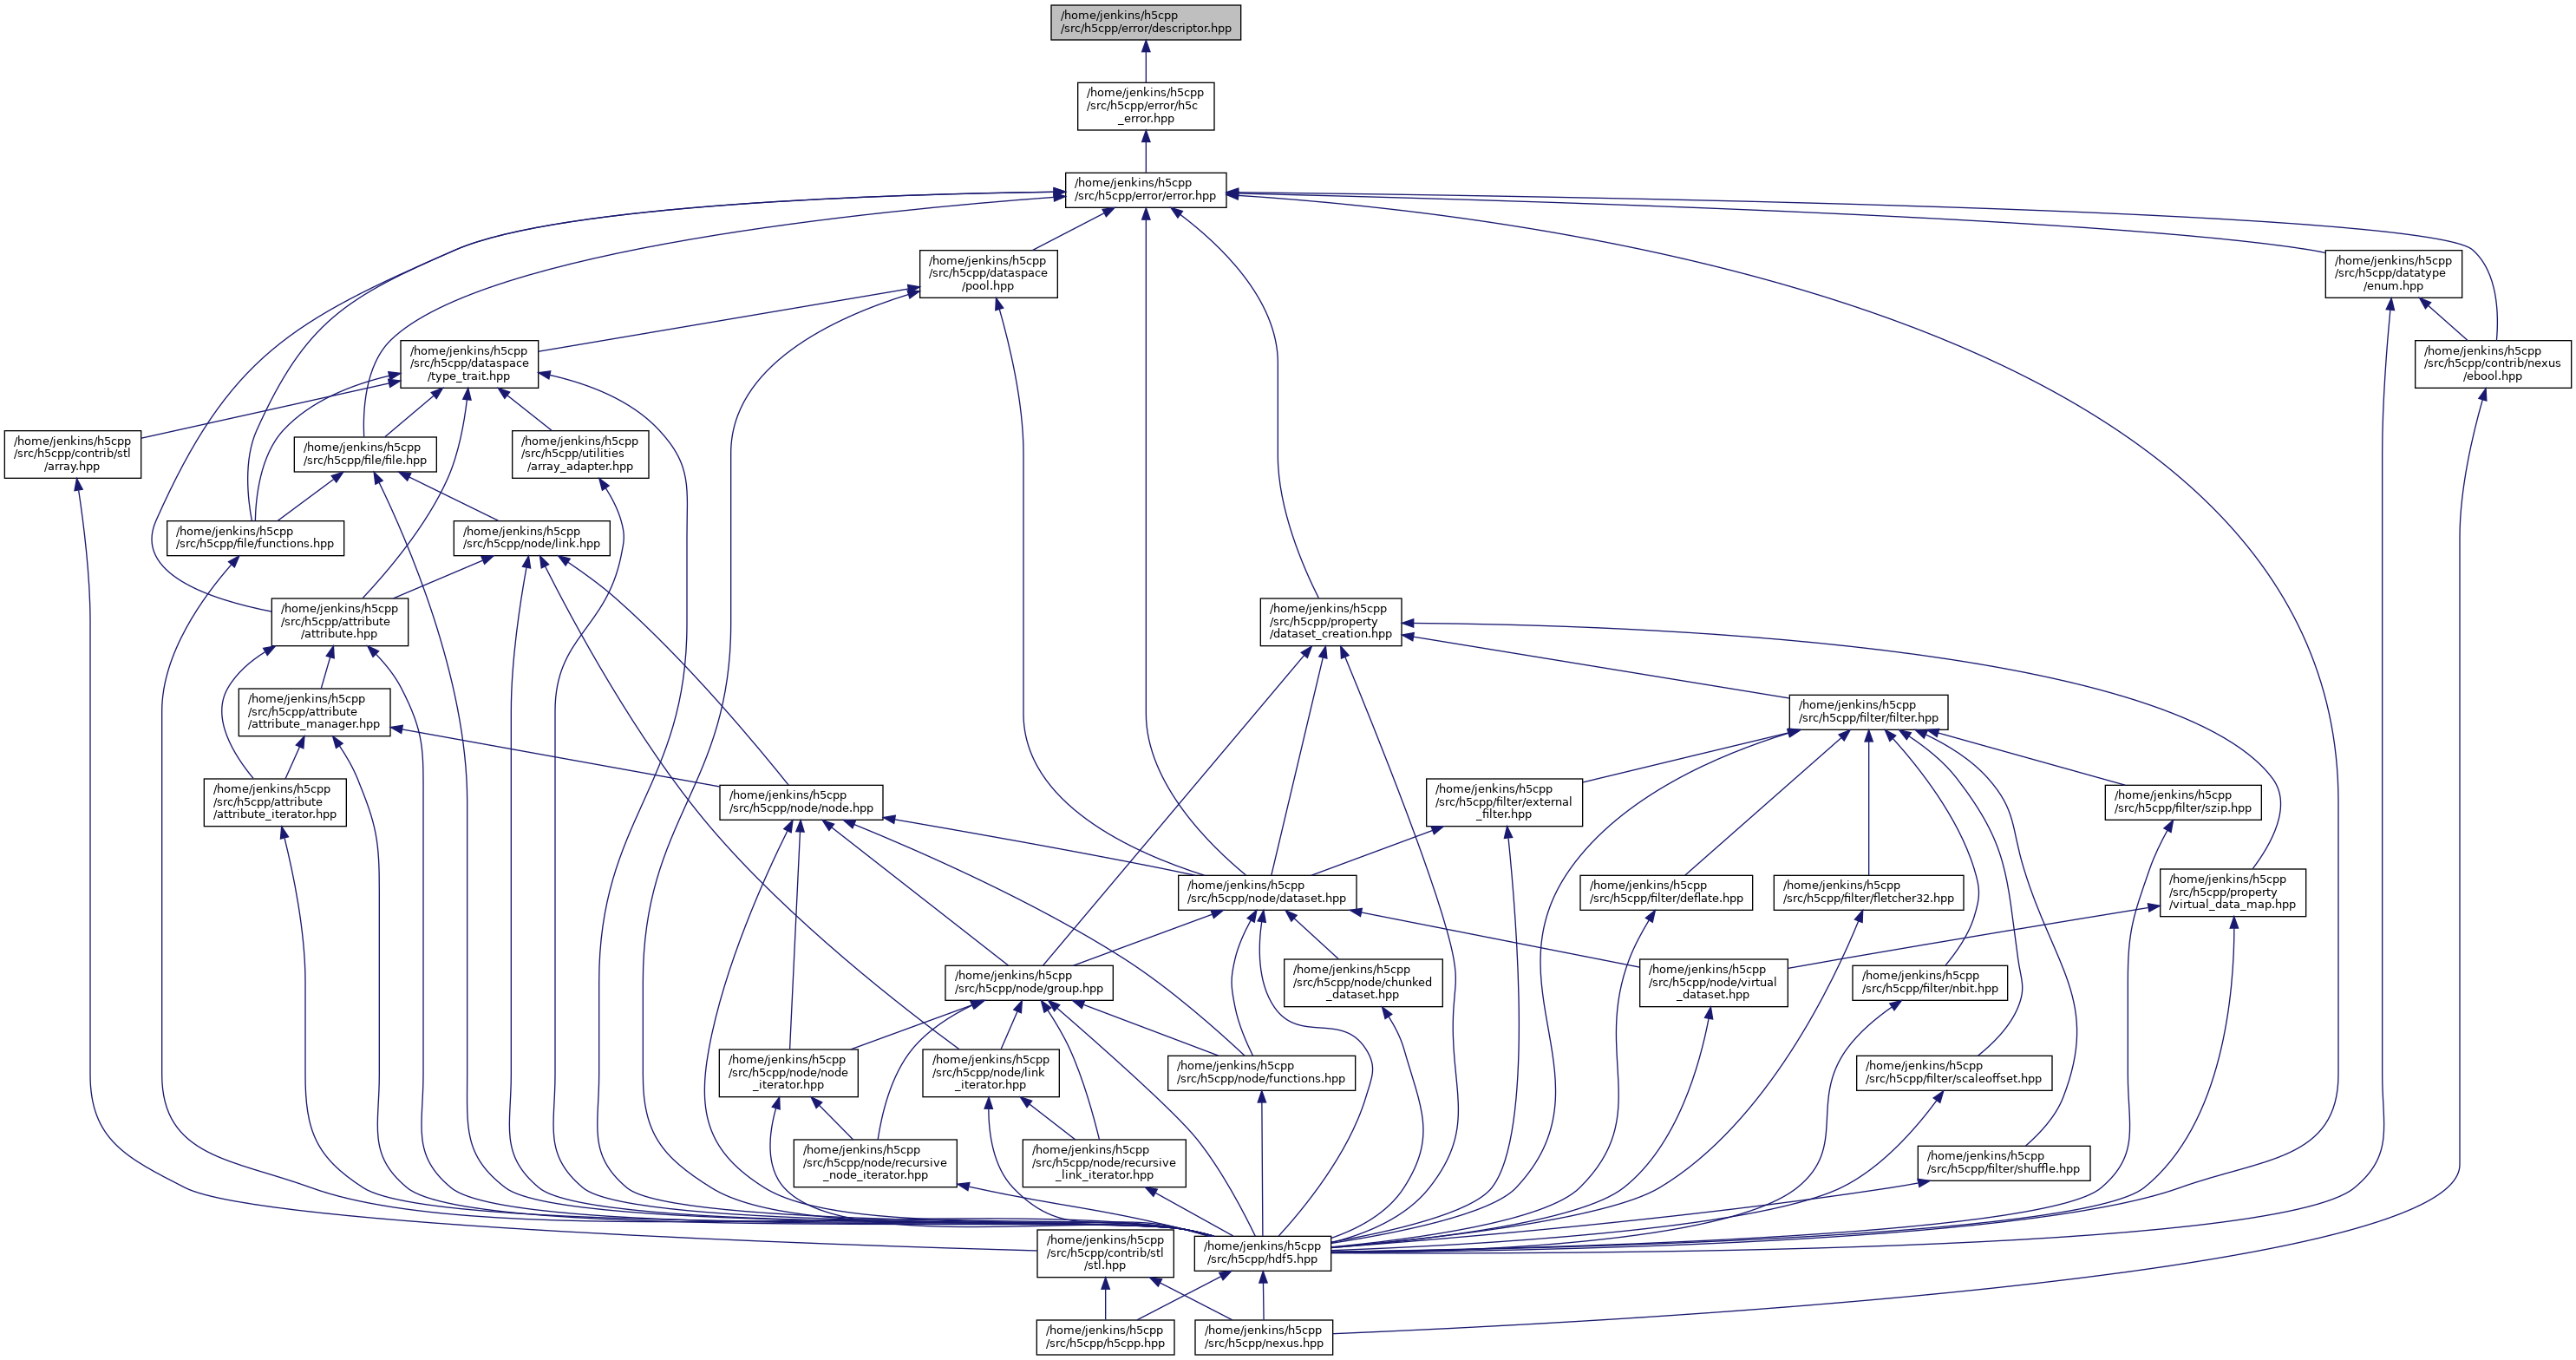 /home/jenkins/h5cpp
/src/h5cpp/error/descriptor.hpp
/home/jenkins/h5cpp
/src/h5cpp/error/h5c
_error.hpp
/home/jenkins/h5cpp
/src/h5cpp/error/error.hpp
/home/jenkins/h5cpp
/src/h5cpp/dataspace
/pool.hpp
/home/jenkins/h5cpp
/src/h5cpp/datatype
/enum.hpp
/home/jenkins/h5cpp
/src/h5cpp/dataspace
/type_trait.hpp
/home/jenkins/h5cpp
/src/h5cpp/contrib/nexus
/ebool.hpp
/home/jenkins/h5cpp
/src/h5cpp/contrib/stl
/array.hpp
/home/jenkins/h5cpp
/src/h5cpp/file/file.hpp
/home/jenkins/h5cpp
/src/h5cpp/utilities
/array_adapter.hpp
/home/jenkins/h5cpp
/src/h5cpp/file/functions.hpp
/home/jenkins/h5cpp
/src/h5cpp/node/link.hpp
/home/jenkins/h5cpp
/src/h5cpp/attribute
/attribute.hpp
/home/jenkins/h5cpp
/src/h5cpp/property
/dataset_creation.hpp
/home/jenkins/h5cpp
/src/h5cpp/attribute
/attribute_manager.hpp
/home/jenkins/h5cpp
/src/h5cpp/filter/filter.hpp
/home/jenkins/h5cpp
/src/h5cpp/attribute
/attribute_iterator.hpp
/home/jenkins/h5cpp
/src/h5cpp/node/node.hpp
/home/jenkins/h5cpp
/src/h5cpp/filter/external
_filter.hpp
/home/jenkins/h5cpp
/src/h5cpp/filter/szip.hpp
/home/jenkins/h5cpp
/src/h5cpp/node/dataset.hpp
/home/jenkins/h5cpp
/src/h5cpp/filter/deflate.hpp
/home/jenkins/h5cpp
/src/h5cpp/filter/fletcher32.hpp
/home/jenkins/h5cpp
/src/h5cpp/property
/virtual_data_map.hpp
/home/jenkins/h5cpp
/src/h5cpp/node/group.hpp
/home/jenkins/h5cpp
/src/h5cpp/node/chunked
_dataset.hpp
/home/jenkins/h5cpp
/src/h5cpp/node/virtual
_dataset.hpp
/home/jenkins/h5cpp
/src/h5cpp/filter/nbit.hpp
/home/jenkins/h5cpp
/src/h5cpp/node/node
_iterator.hpp
/home/jenkins/h5cpp
/src/h5cpp/node/link
_iterator.hpp
/home/jenkins/h5cpp
/src/h5cpp/node/functions.hpp
/home/jenkins/h5cpp
/src/h5cpp/filter/scaleoffset.hpp
/home/jenkins/h5cpp
/src/h5cpp/node/recursive
_node_iterator.hpp
/home/jenkins/h5cpp
/src/h5cpp/node/recursive
_link_iterator.hpp
/home/jenkins/h5cpp
/src/h5cpp/filter/shuffle.hpp
/home/jenkins/h5cpp
/src/h5cpp/contrib/stl
/stl.hpp
/home/jenkins/h5cpp
/src/h5cpp/hdf5.hpp
/home/jenkins/h5cpp
/src/h5cpp/h5cpp.hpp
/home/jenkins/h5cpp
/src/h5cpp/nexus.hpp